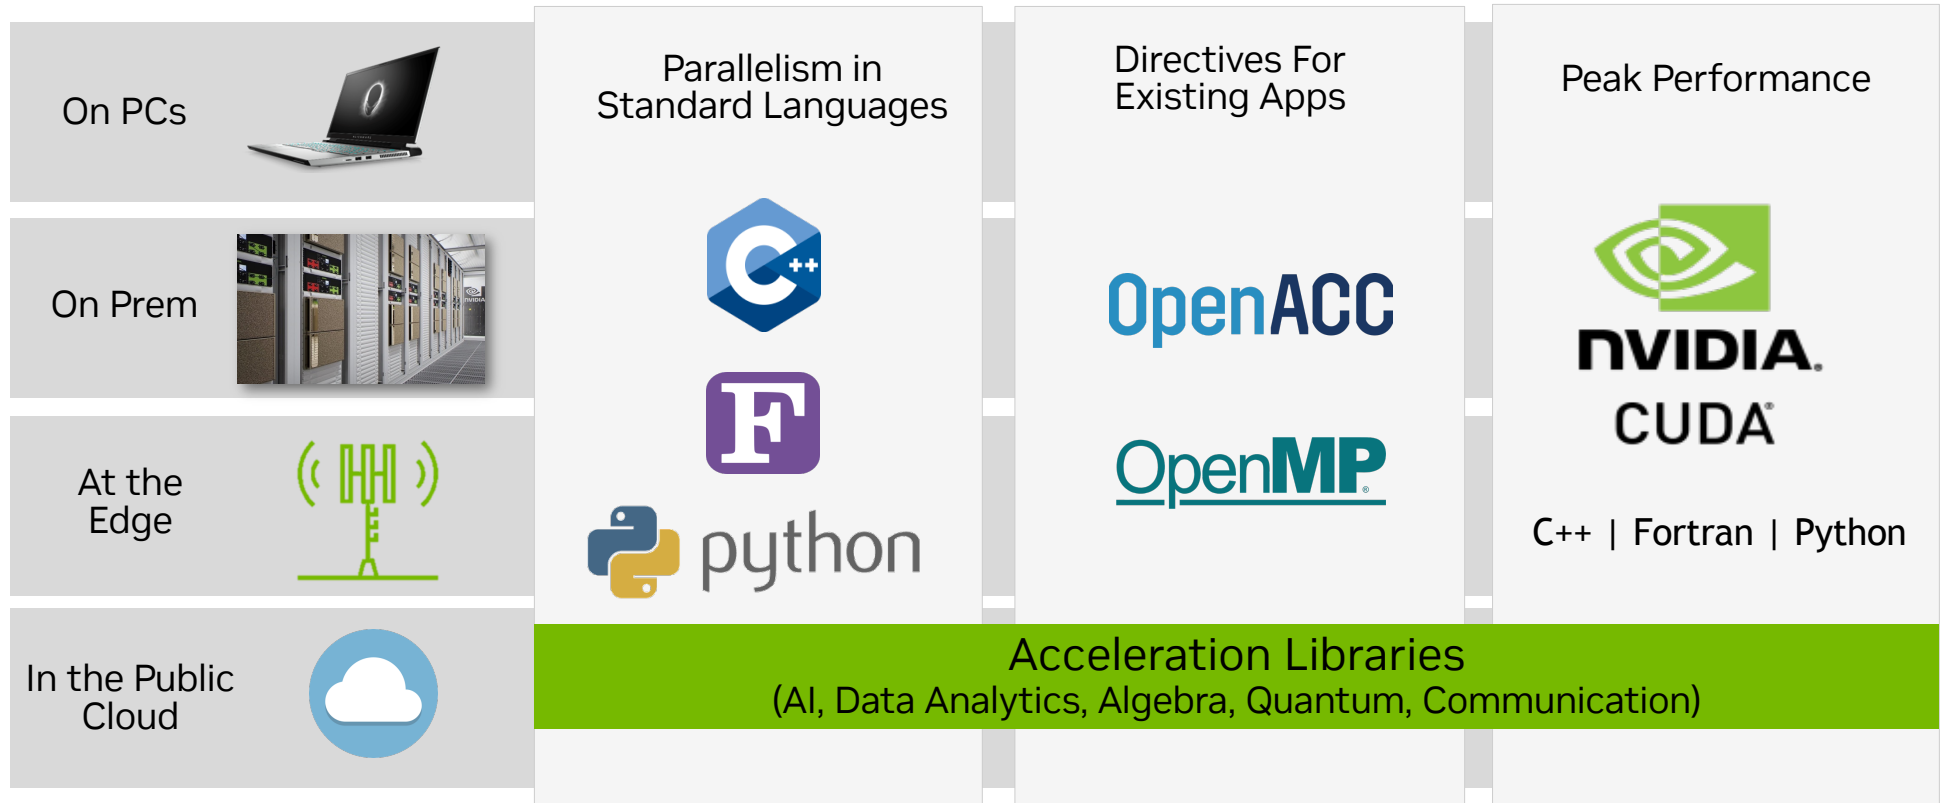 On PCs
On Prem
NVIDIA
At the
Edge
In the Public
Cloud
Parallelism in
Standard Languages
C++
F
python
Directives For
Existing Apps
OpenACC
OpenMP®
Peak Performance
NVIDIA.
CUDA®
C++ | Fortran | Python
Acceleration Libraries
(AI, Data Analytics, Algebra, Quantum, Communication)